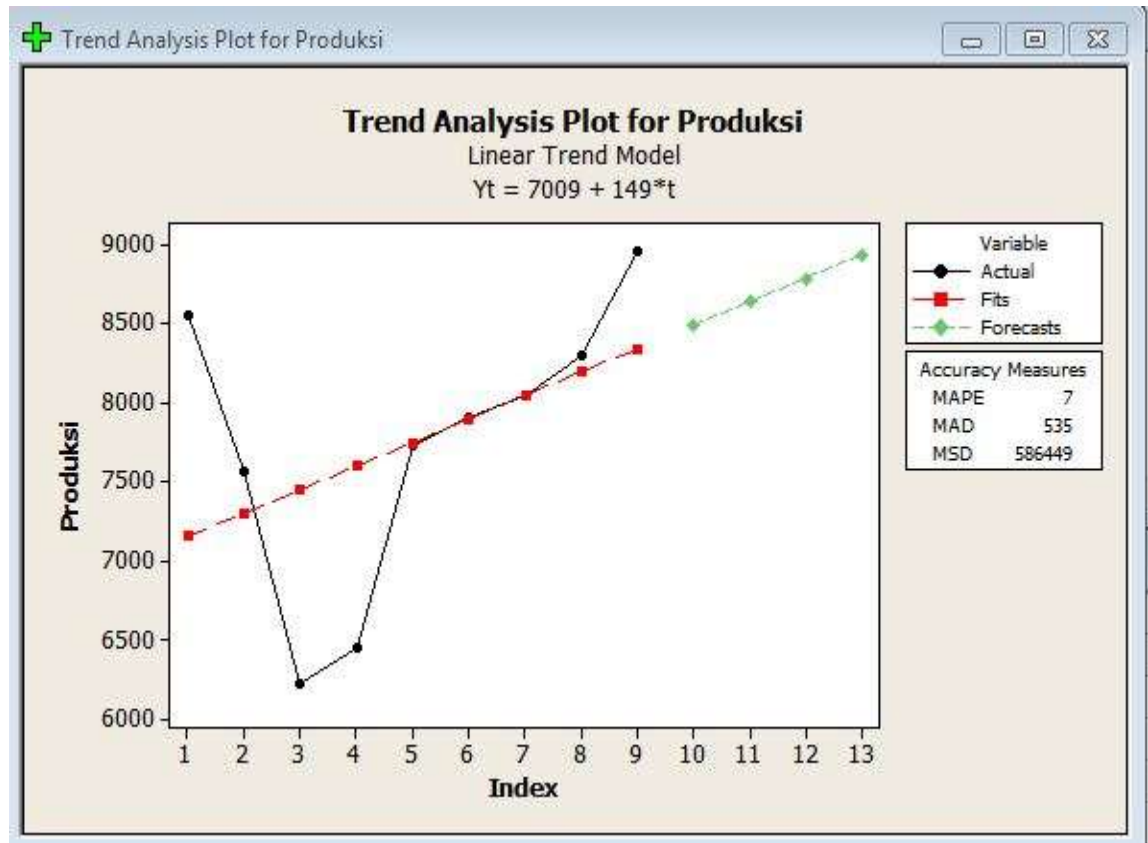 Trend Analysis Plot for Produksi
Trend Analysis Plot for Produksi
Linear Trend Model
Yt = 7009 + 149*t
9000
8500
8000
7500
7000
6500
6000
Produksi
1 2 3 4 5 6 7 8 9 10 11 12 13
Index
Variable
Actual
Fits
Forecasts
Accuracy Measures
MAPE 7
MAD 535
MSD 586449